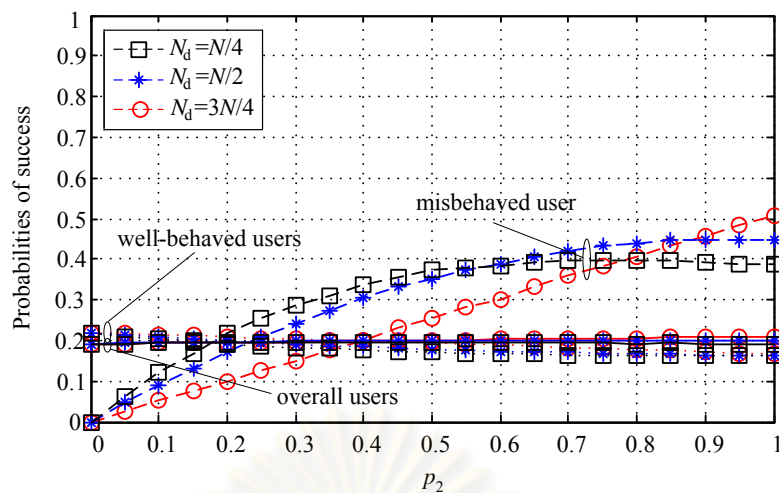 1
0.9
0.8
0.7
0.6
0.5
0.4
0.3
0.2
0.1
0
Probabilities of success
N_d=N/4
N_d=N/2
N_d=3N/4
misbehaved user
well-behaved users
overall users
0 0.1 0.2 0.3 0.4 0.5 0.6 0.7 0.8 0.9 1
p_2